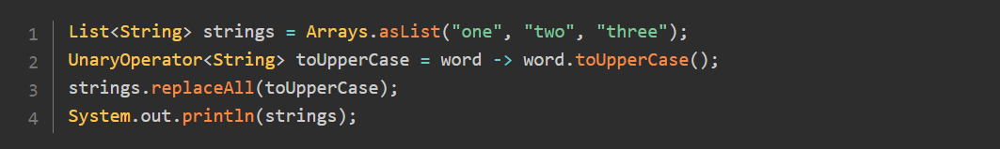 1 List<String> strings = Arrays.asList("one", "two", "three");
2 UnaryOperator<String> toUpperCase = word -> word.toUpperCase();
3 strings.replaceAll(toUpperCase);
4 System.out.println(strings);